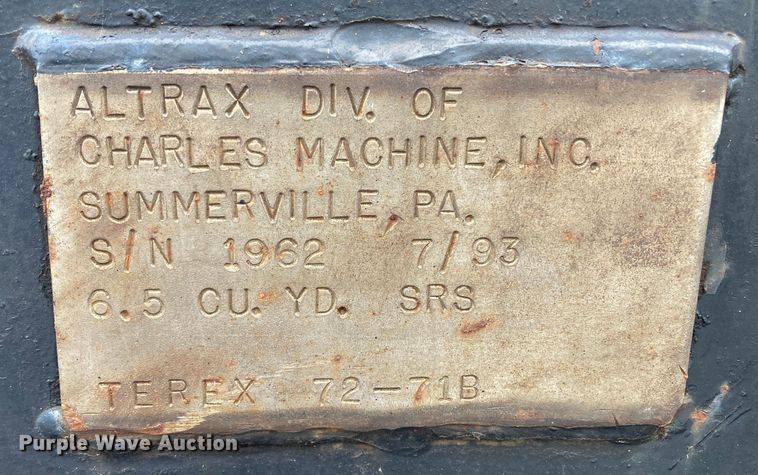 ALTRAX DIV. OF
CHARLES MACHINE, INC.
SUMMERVILLE, PA.
S/N 1962 7/93
6.5 CU. YD. SRS
TEREX 72-71B
Purple Wave Auction